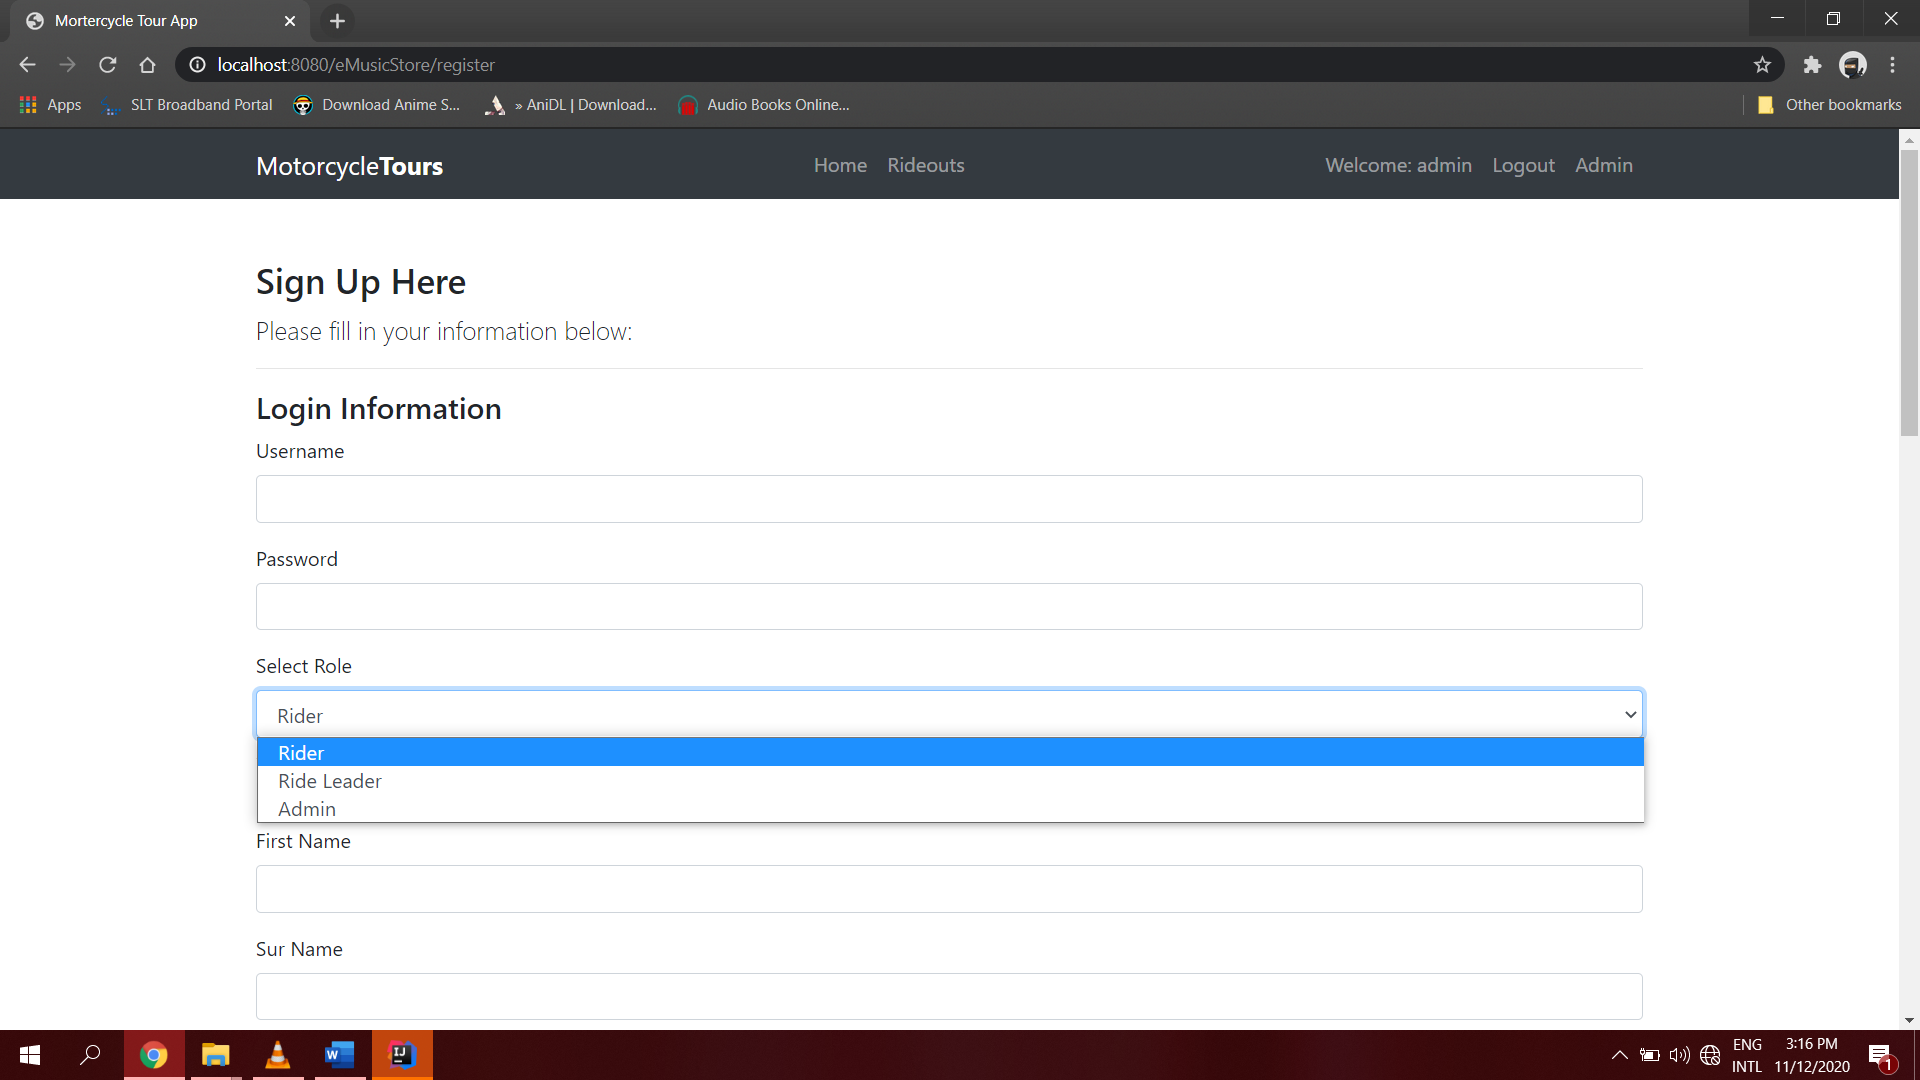 Mortercycle Tour App
localhost:8080/eMusicStore/register
Apps SLT Broadband Portal Download Anime S... » AniDL | Download... Audio Books Online... Other bookmarks
MotorcycleTours Home Rideouts Welcome: admin Logout Admin
Sign Up Here
Please fill in your information below:
Login Information
Username
Password
Select Role
Rider
Rider
Ride Leader
Admin
First Name
Sur Name
ENG 3:16 PM
INTL 11/12/2020
1